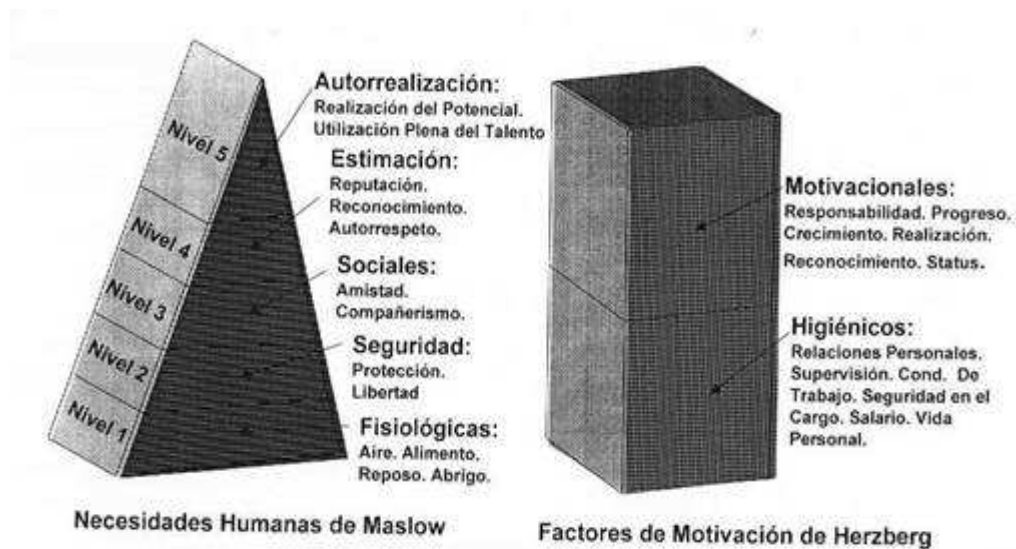 Nivel 5
Nivel 4
Nivel 3
Nivel 2
Nivel 1
Autorrealización:
Realización del Potencial.
Utilización Plena del Talento
Estimación:
Reputación.
Reconocimiento.
Autorrespeto.
Sociales:
Amistad.
Compañerismo.
Seguridad:
Protección.
Libertad
Fisiológicas:
Aire. Alimento.
Reposo. Abrigo.
Necesidades Humanas de Maslow
Motivacionales:
Responsabilidad. Progreso.
Crecimiento. Realización.
Reconocimiento. Status.
Higiénicos:
Relaciones Personales.
Supervisión. Cond. De
Trabajo. Seguridad en el
Cargo. Salario. Vida
Personal.
Factores de Motivación de Herzberg